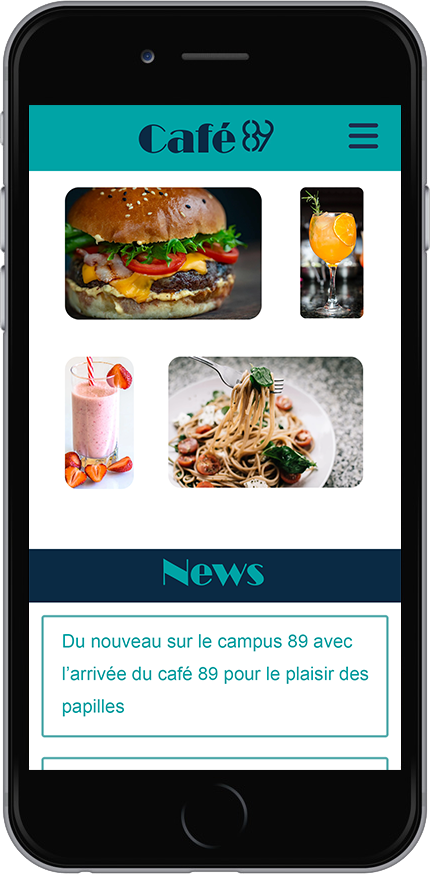 Café 89
News
Du nouveau sur le campus 89 avec
l’arrivée du café 89 pour le plaisir des
papilles